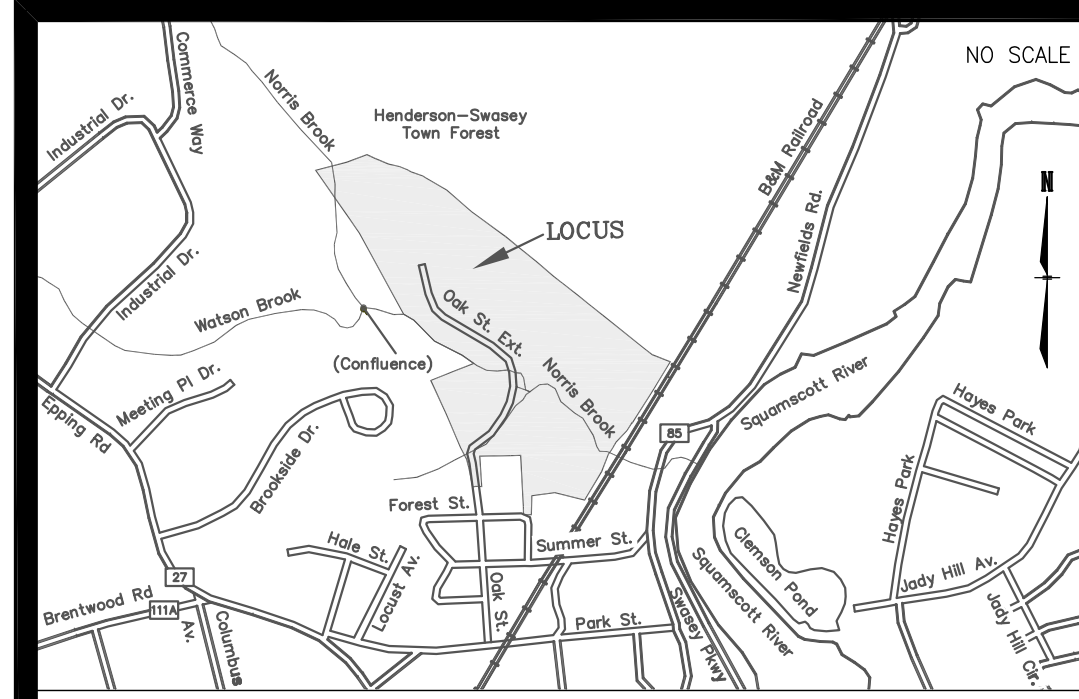 NO SCALE
Commerce Way
Norris Brook
Industrial Dr.
Henderson-Swasey
Town Forest
B&M Railroad
N
Newfields Rd.
LOCUS
Industrial Dr.
Watson Brook
Oak St. Ext.
(Confluence)
Meeting Pl Dr.
Norris Brook
Squamscott River
Epping Rd
Hayes Park
85
Brookside Dr.
Hayes Park
Forest St.
Hale St.
Summer St.
Clemson Pond
27
Locust Av.
Oak St.
Squamscott River
Jady Hill Av.
Brentwood Rd
111A
Av.
Columbus
Park St.
Swasey Pkwy
Jady Hill Cir.